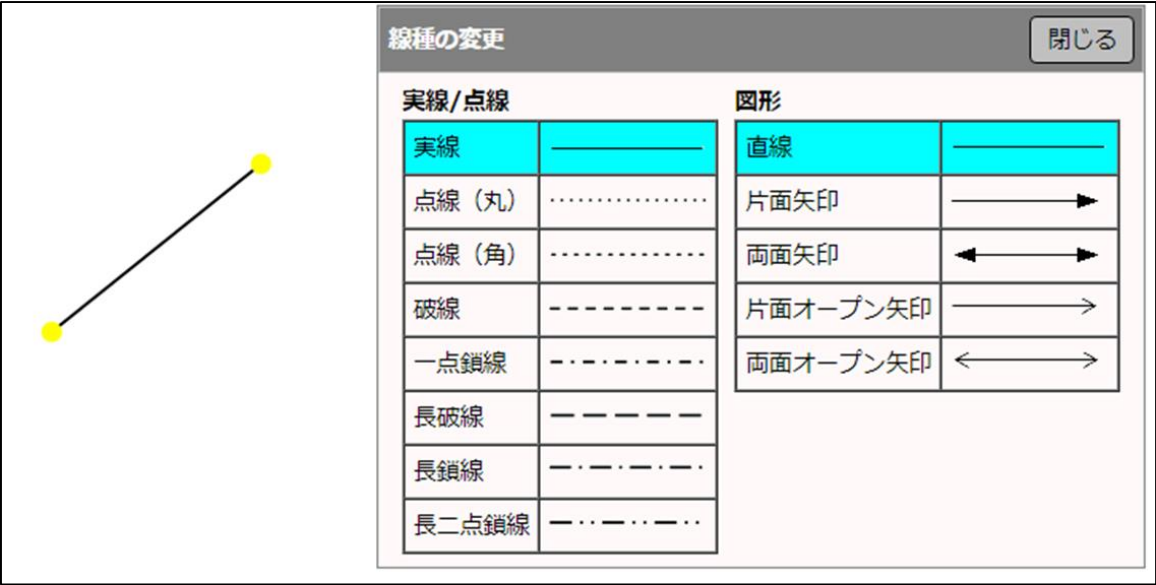 線種の変更
閉じる
実線/点線
実線
点線（丸）
点線（角）
破線
一点鎖線
長破線
長鎖線
長二点鎖線
図形
直線
片面矢印
両面矢印
片面オープン矢印
両面オープン矢印